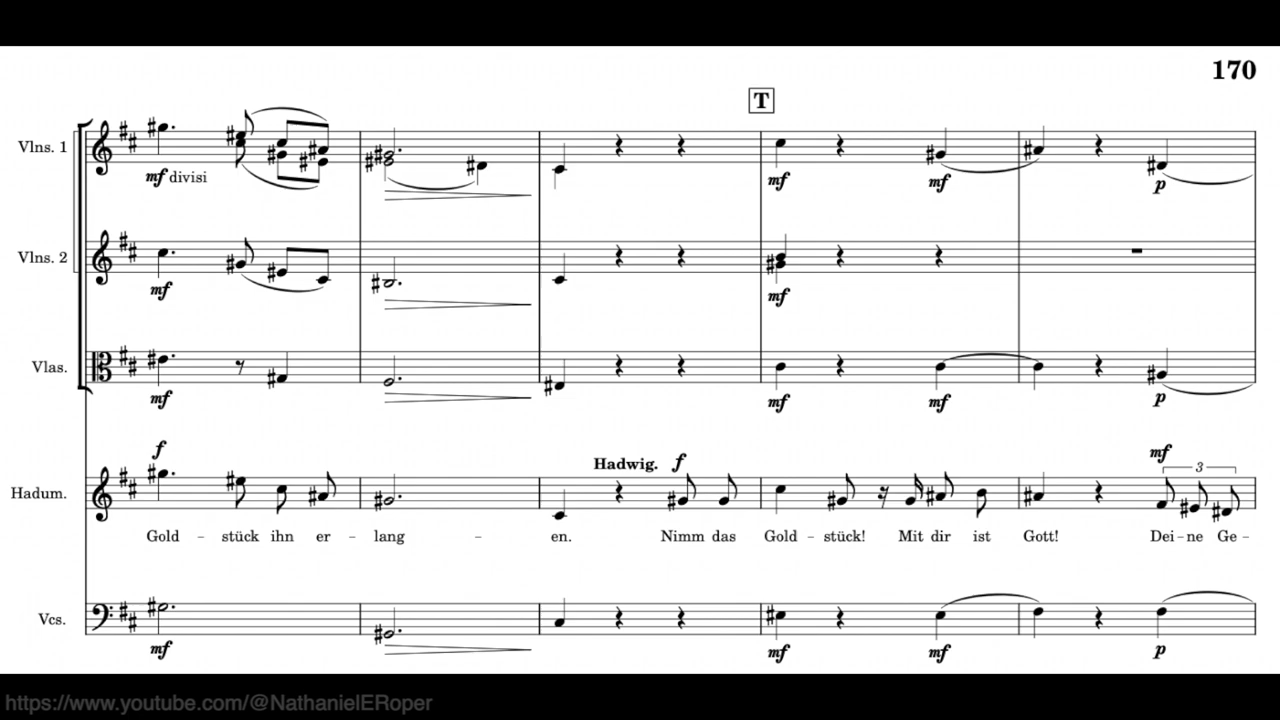 170
T
Vlns. 1
mf divisi
mf
mf
p
Vlns. 2
mf
mf
Vlas.
mf
mf
mf
p
f
Hadwig. f
mf
3
Hadum.
Gold – stück ihn er – lang – en. Nimm das Gold – stück! Mit dir ist Gott! Dei – ne Ge –
Vcs.
mf
mf
mf
p
https://www.youtube.com/@NathanielERoper